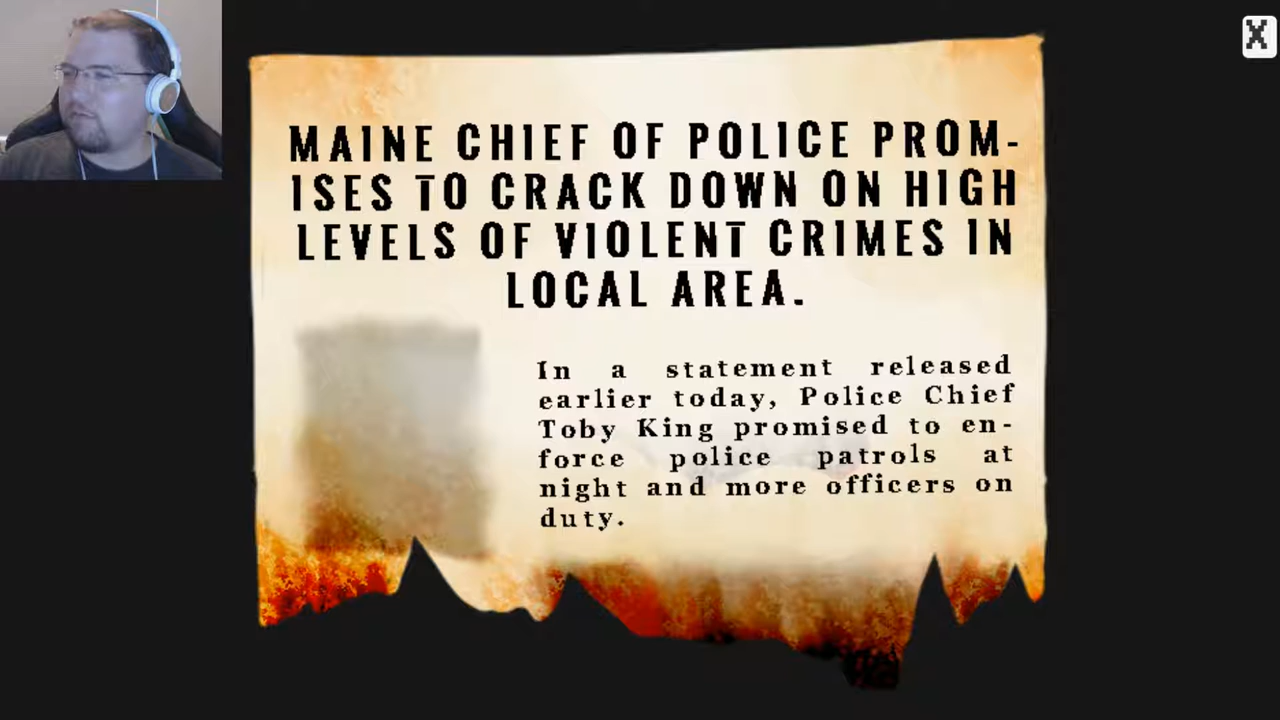 MAINE CHIEF OF POLICE PROM-
ISES TO CRACK DOWN ON HIGH
LEVELS OF VIOLENT CRIMES IN
LOCAL AREA.
In a statement released
earlier today, Police Chief
Toby King promised to en-
force police patrols at
night and more officers on
duty.
X